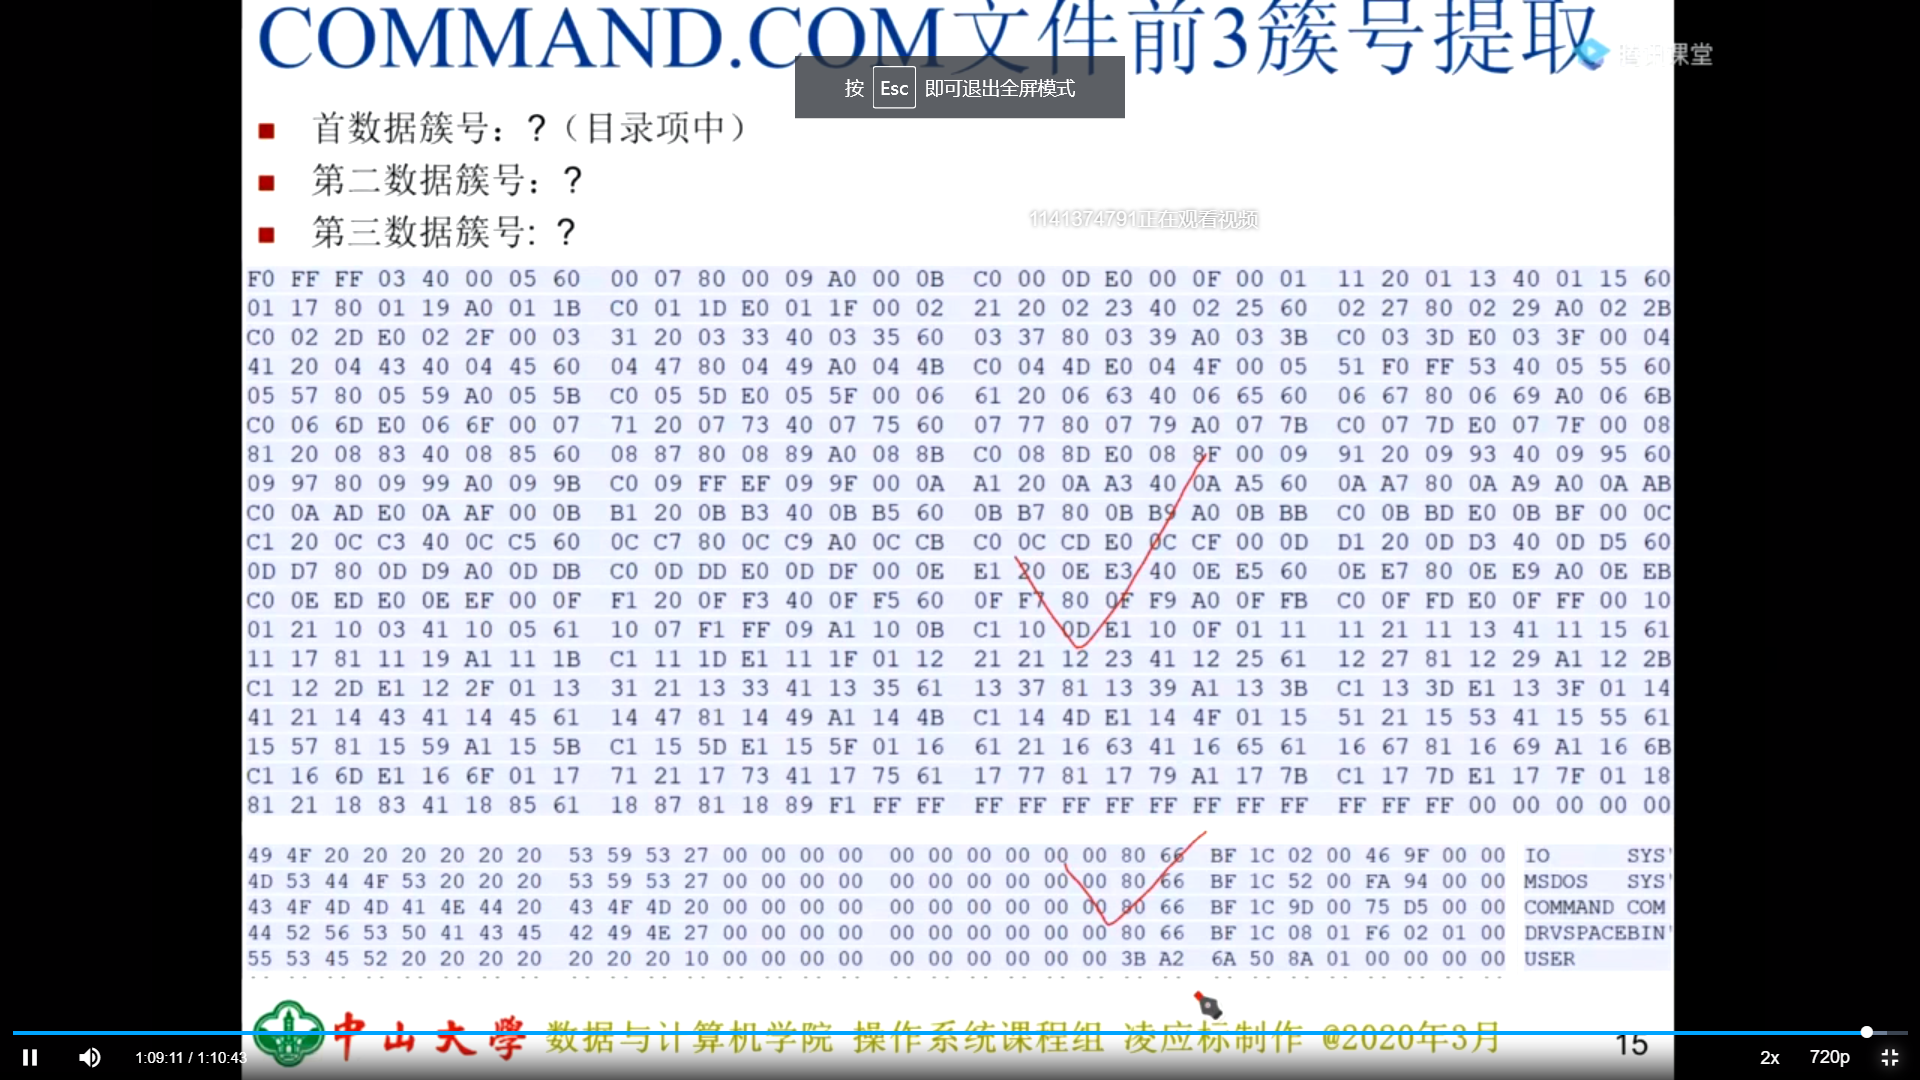 COMMAND.COM文件前3簇号提取
腾讯课堂
按 Esc 即可退出全屏模式
首数据簇号：?（目录项中）
第二数据簇号：?
第三数据簇号: ?
1141374791正在观看视频
F0 FF FF 03 40 00 05 60 00 07 80 00 09 A0 00 0B C0 00 0D E0 00 0F 00 01 11 20 01 13 40 01 15 60
01 17 80 01 19 A0 01 1B C0 01 1D E0 01 1F 00 02 21 20 02 23 40 02 25 60 02 27 80 02 29 A0 02 2B
C0 02 2D E0 02 2F 00 03 31 20 03 33 40 03 35 60 03 37 80 03 39 A0 03 3B C0 03 3D E0 03 3F 00 04
41 20 04 43 40 04 45 60 04 47 80 04 49 A0 04 4B C0 04 4D E0 04 4F 00 05 51 F0 FF 53 40 05 55 60
05 57 80 05 59 A0 05 5B C0 05 5D E0 05 5F 00 06 61 20 06 63 40 06 65 60 06 67 80 06 69 A0 06 6B
C0 06 6D E0 06 6F 00 07 71 20 07 73 40 07 75 60 07 77 80 07 79 A0 07 7B C0 07 7D E0 07 7F 00 08
81 20 08 83 40 08 85 60 08 87 80 08 89 A0 08 8B C0 08 8D E0 08 8F 00 09 91 20 09 93 40 09 95 60
09 97 80 09 99 A0 09 9B C0 09 FF EF 09 9F 00 0A A1 20 0A A3 40 0A A5 60 0A A7 80 0A A9 A0 0A AB
C0 0A AD E0 0A AF 00 0B B1 20 0B B3 40 0B B5 60 0B B7 80 0B B9 A0 0B BB C0 0B BD E0 0B BF 00 0C
C1 20 0C C3 40 0C C5 60 0C C7 80 0C C9 A0 0C CB C0 0C CD E0 0C CF 00 0D D1 20 0D D3 40 0D D5 60
0D D7 80 0D D9 A0 0D DB C0 0D DD E0 0D DF 00 0E E1 20 0E E3 40 0E E5 60 0E E7 80 0E E9 A0 0E EB
C0 0E ED E0 0E EF 00 0F F1 20 0F F3 40 0F F5 60 0F F7 80 0F F9 A0 0F FB C0 0F FD E0 0F FF 00 10
01 21 10 03 41 10 05 61 10 07 F1 FF 09 A1 10 0B C1 10 0D E1 10 0F 01 11 11 21 11 13 41 11 15 61
11 17 81 11 19 A1 11 1B C1 11 1D E1 11 1F 01 12 21 21 12 23 41 12 25 61 12 27 81 12 29 A1 12 2B
C1 12 2D E1 12 2F 01 13 31 21 13 33 41 13 35 61 13 37 81 13 39 A1 13 3B C1 13 3D E1 13 3F 01 14
41 21 14 43 41 14 45 61 14 47 81 14 49 A1 14 4B C1 14 4D E1 14 4F 01 15 51 21 15 53 41 15 55 61
15 57 81 15 59 A1 15 5B C1 15 5D E1 15 5F 01 16 61 21 16 63 41 16 65 61 16 67 81 16 69 A1 16 6B
C1 16 6D E1 16 6F 01 17 71 21 17 73 41 17 75 61 17 77 81 17 79 A1 17 7B C1 17 7D E1 17 7F 01 18
81 21 18 83 41 18 85 61 18 87 81 18 89 F1 FF FF FF FF FF FF FF FF FF FF FF FF FF 00 00 00 00 00
49 4F 20 20 20 20 20 20 53 59 53 27 00 00 00 00 00 00 00 00 00 00 80 66 BF 1C 02 00 46 9F 00 00 IO SYS'
4D 53 44 4F 53 20 20 20 53 59 53 27 00 00 00 00 00 00 00 00 00 00 80 66 BF 1C 52 00 FA 94 00 00 MSDOS SYS'
43 4F 4D 4D 41 4E 44 20 43 4F 4D 20 00 00 00 00 00 00 00 00 00 00 80 66 BF 1C 9D 00 75 D5 00 00 COMMAND COM
44 52 56 53 50 41 43 45 42 49 4E 27 00 00 00 00 00 00 00 00 00 00 80 66 BF 1C 08 01 F6 02 01 00 DRVSPACEBIN'
55 53 45 52 20 20 20 20 20 20 20 10 00 00 00 00 00 00 00 00 00 00 3B A2 6A 50 8A 01 00 00 00 00 USER
中山大学 数据与计算机学院 操作系统课程组 凌应标制作 @2020年3月 15
1:09:11 / 1:10:43 2x 720p